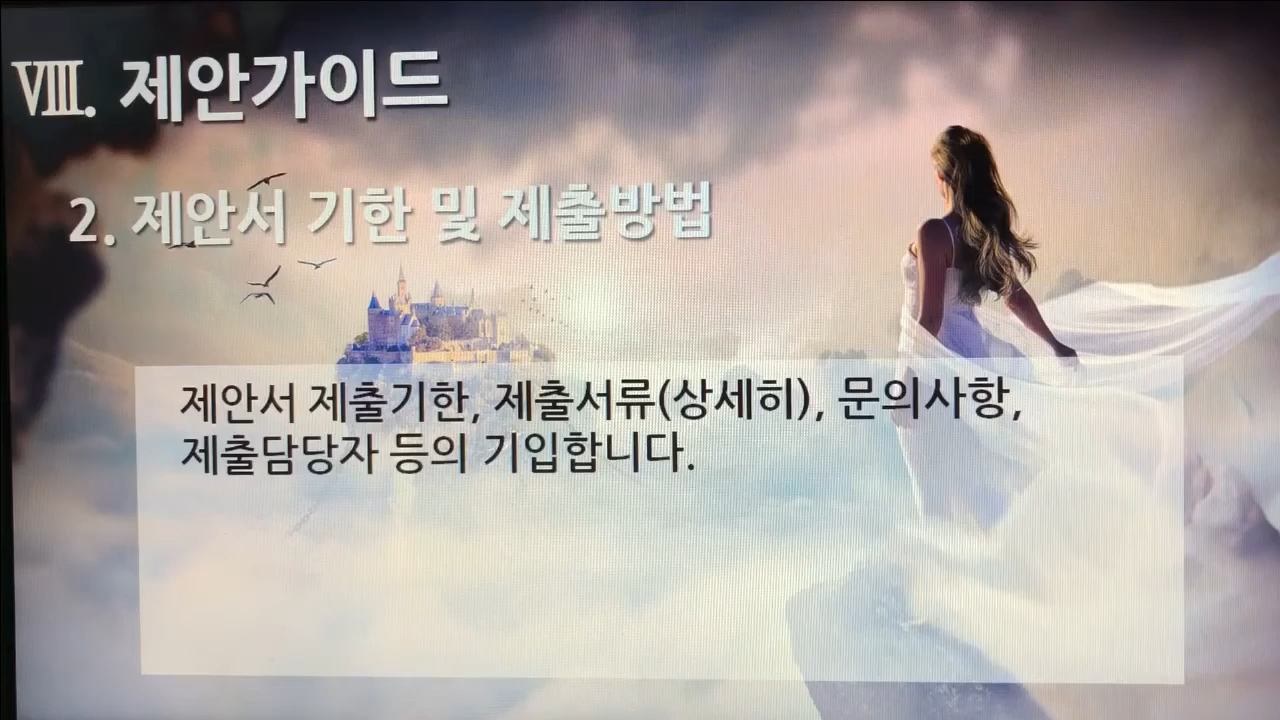 Ⅷ. 제안가이드
2. 제안서 기한 및 제출방법
제안서 제출기한, 제출서류(상세히), 문의사항,
제출담당자 등의 기입합니다.